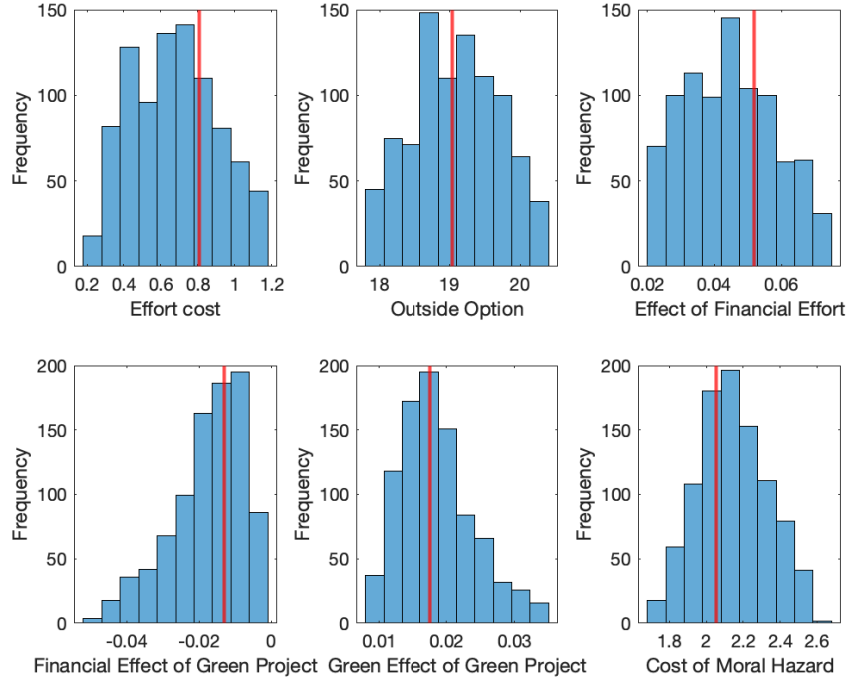 150
100
50
0
Frequency
0.2 0.4 0.6 0.8 1 1.2
Effort cost
150
100
50
0
Frequency
18 19 20
Outside Option
150
100
50
0
Frequency
0.02 0.04 0.06
Effect of Financial Effort
200
150
100
50
0
Frequency
-0.04 -0.02 0
Financial Effect of Green Project
200
150
100
50
0
Frequency
0.01 0.02 0.03
Green Effect of Green Project
200
150
100
50
0
Frequency
1.8 2 2.2 2.4 2.6
Cost of Moral Hazard